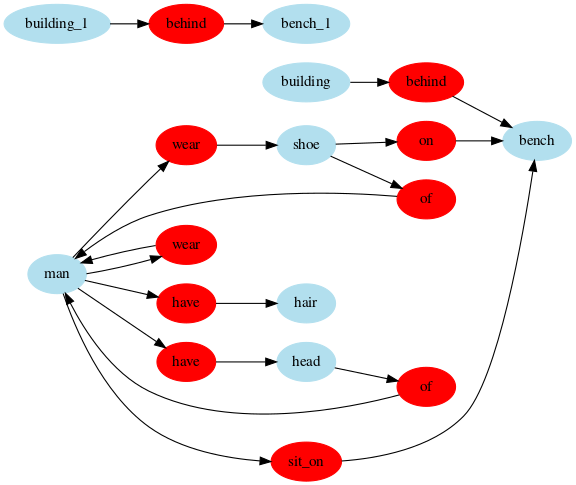 building_1 behind bench_1
building behind
wear shoe on bench
of
wear
man
have hair
have head
of
sit_on